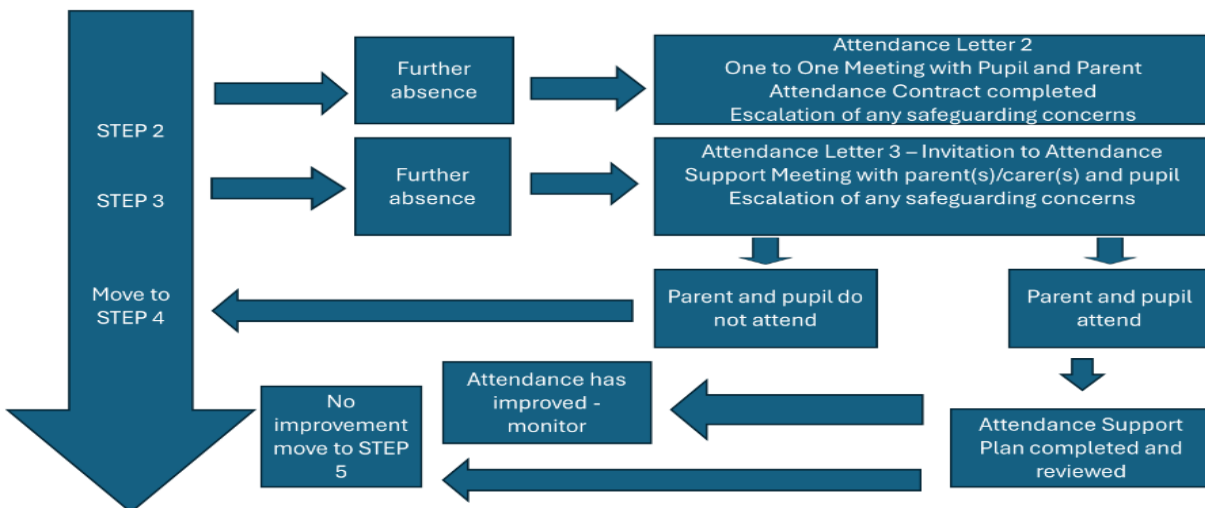 STEP 2
Further
absence
Attendance Letter 2
One to One Meeting with Pupil and Parent
Attendance Contract completed
Escalation of any safeguarding concerns
STEP 3
Further
absence
Attendance Letter 3 – Invitation to Attendance
Support Meeting with parent(s)/carer(s) and pupil
Escalation of any safeguarding concerns
Move to
STEP 4
Parent and pupil do
not attend
Parent and pupil
attend
No
improvement
move to STEP
5
Attendance has
improved -
monitor
Attendance Support
Plan completed and
reviewed